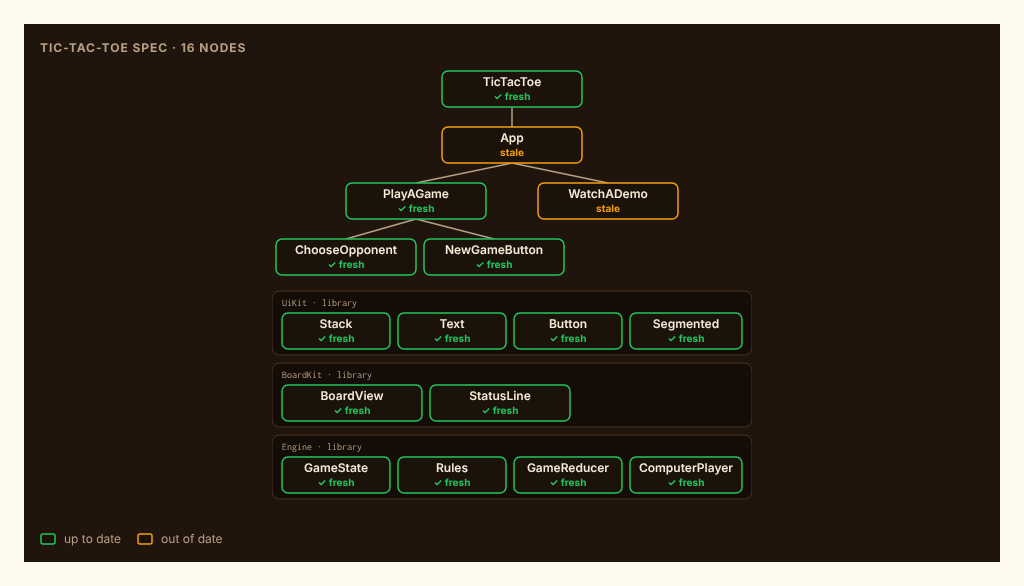 TIC-TAC-TOE SPEC · 16 NODES
TicTacToe
✓ fresh
App
stale
PlayAGame
✓ fresh
WatchADemo
stale
ChooseOpponent
✓ fresh
NewGameButton
✓ fresh
UiKit · library
Stack
✓ fresh
Text
✓ fresh
Button
✓ fresh
Segmented
✓ fresh
BoardKit · library
BoardView
✓ fresh
StatusLine
✓ fresh
Engine · library
GameState
✓ fresh
Rules
✓ fresh
GameReducer
✓ fresh
ComputerPlayer
✓ fresh
up to date
out of date